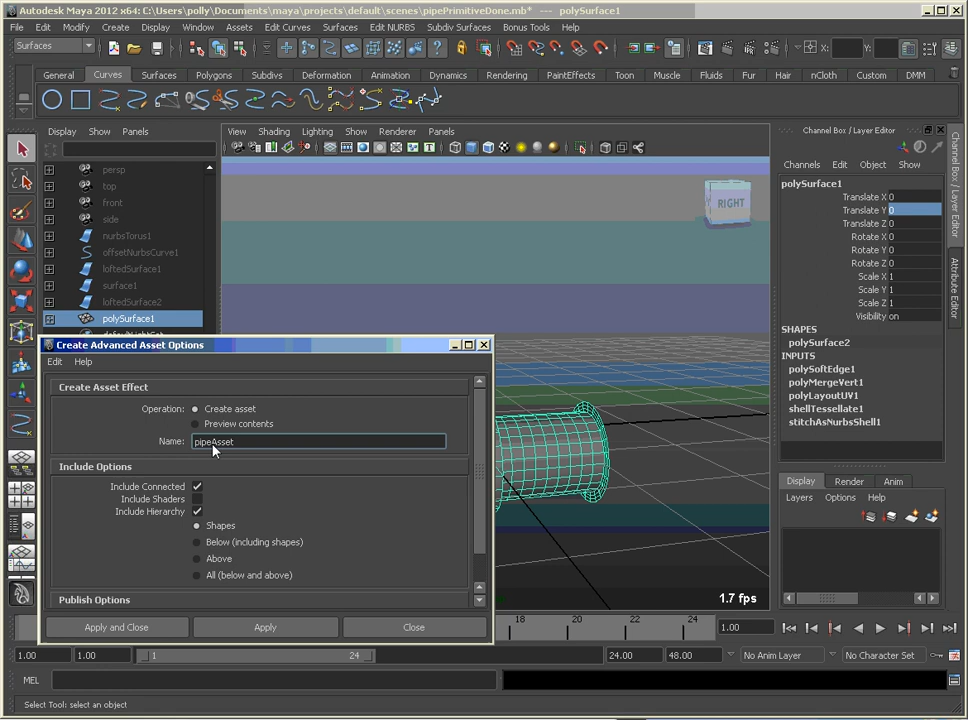 Autodesk Maya 2012 x64: C:\Users\polly\Documents\maya\projects\default\scenes\pipePrimitiveDone.mb* --- polySurface1
File Edit Modify Create Display Window Assets Edit Curves Surfaces Edit NURBS Subdiv Surfaces Bonus Tools Help
Surfaces X: Y:
General Curves Surfaces Polygons Subdivs Deformation Animation Dynamics Rendering PaintEffects Toon Muscle Fluids Fur Hair nCloth Custom DMM
Display Show Panels
View Shading Lighting Show Renderer Panels
Channel Box / Layer Editor
Channels Edit Object Show
persp
top
front
side
nurbsTorus1
offsetNurbsCurve1
loftedSurface1
surface1
loftedSurface2
polySurface1
defaultLightSet
RIGHT
polySurface1
Translate X 0
Translate Y 0
Translate Z 0
Rotate X 0
Rotate Y 0
Rotate Z 0
Scale X 1
Scale Y 1
Scale Z 1
Visibility on
SHAPES
polySurface2
INPUTS
polySoftEdge1
polyMergeVert1
polyLayoutUV1
shellTessellate1
stitchAsNurbsShell1
Channel Box / Layer Editor
Attribute Editor
Create Advanced Asset Options
Edit Help
Create Asset Effect
Operation: Create asset
Preview contents
Name: pipeAsset
Include Options
Include Connected
Include Shaders
Include Hierarchy
Shapes
Below (including shapes)
Above
All (below and above)
Publish Options
Apply and Close Apply Close
Display Render Anim
Layers Options Help
1.7 fps
18 20 22 24 1.00
1.00 1.00 1 24 24.00 48.00 No Anim Layer No Character Set
MEL
Select Tool: select an object